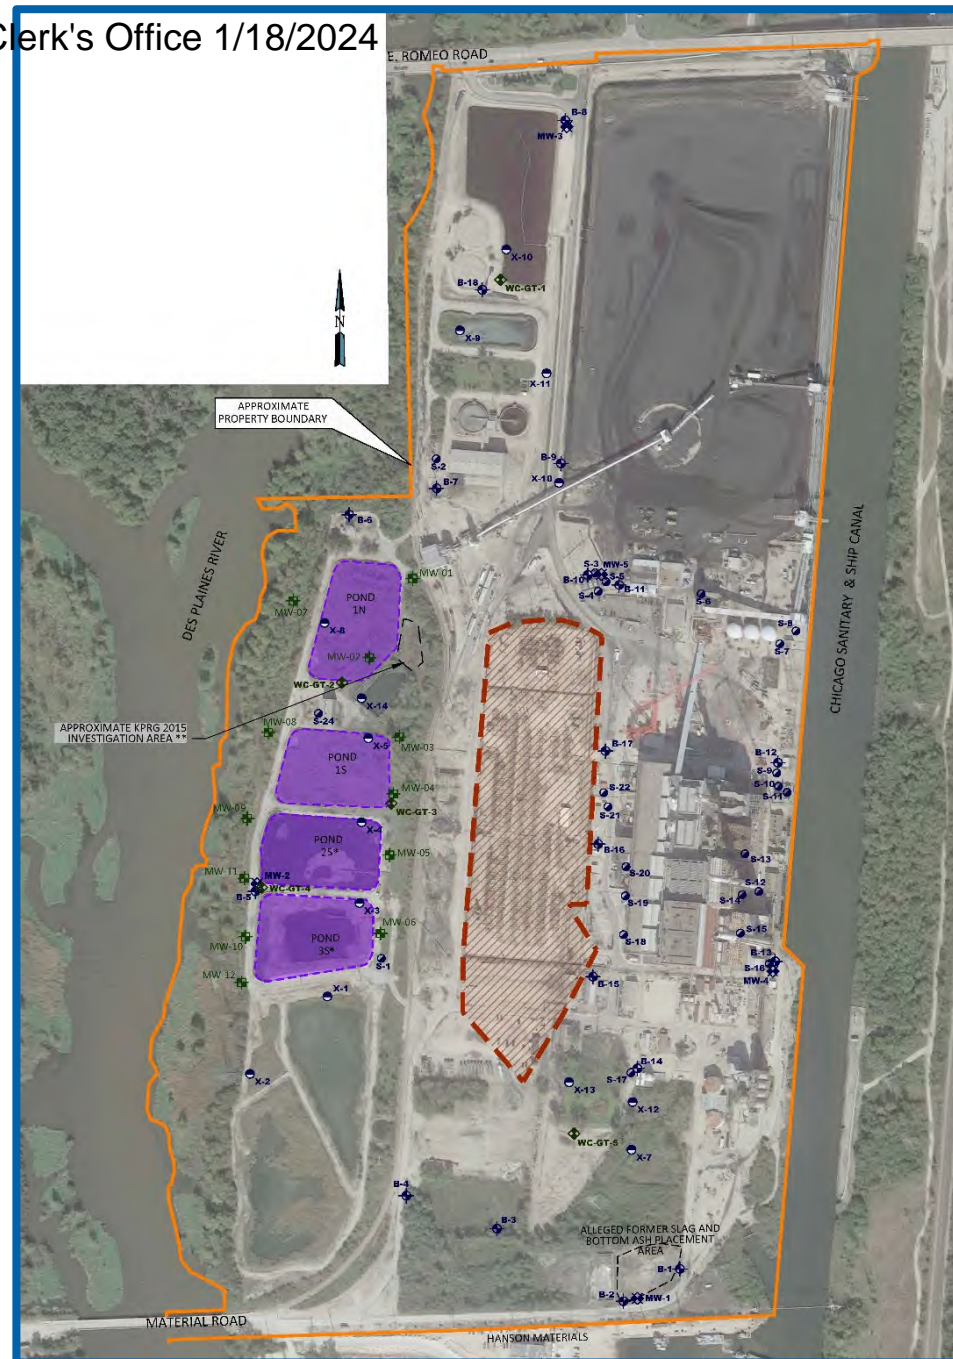 Clerk's Office 1/18/2024
E. ROMEO ROAD
B-8
MW-3
X-10
WC-GT-1
B-18
N
X-9
X-11
APPROXIMATE
PROPERTY BOUNDARY
S-2
B-7
B-9
X-10
B-6
CHICAGO SANITARY & SHIP CANAL
DES PLAINES RIVER
S-3
MW-5
MW-01
B-10
S-5
S-4
B-11
S-6
POND
1N
MW-07
X-8
S-8
S-7
MW-02
WC-GT-2
X-14
S-24
APPROXIMATE KPRG 2015
INVESTIGATION AREA **
MW-08
X-5
MW-03
B-17
POND
1S
B-12
S-9
S-10
S-11
MW-04
S-22
WC-GT-3
S-21
MW-09
X-4
B-16
POND
2S*
MW-05
S-13
S-20
MW-11
MW-2
WC-GT-4
B-5
S-12
S-14
S-19
X-3
POND
3S*
MW-06
MW-10
S-18
S-15
S-1
B-13
S-16
MW-4
MW-12
B-15
X-1
X-2
B-14
S-17
X-13
X-12
WC-GT-5
X-7
B-4
B-3
ALLEGED FORMER SLAG AND
BOTTOM ASH PLACEMENT
AREA
B-1
B-2
MW-1
MATERIAL ROAD
HANSON MATERIALS